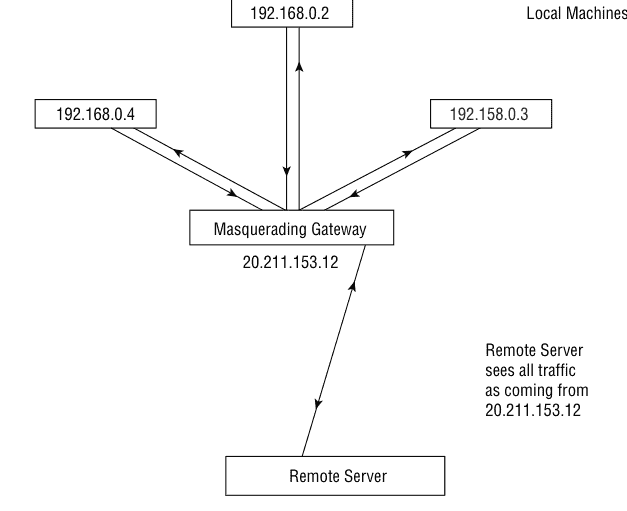 192.168.0.2
Local Machines
192.168.0.4
192.158.0.3
Masquerading Gateway
20.211.153.12
Remote Server
sees all traffic
as coming from
20.211.153.12
Remote Server